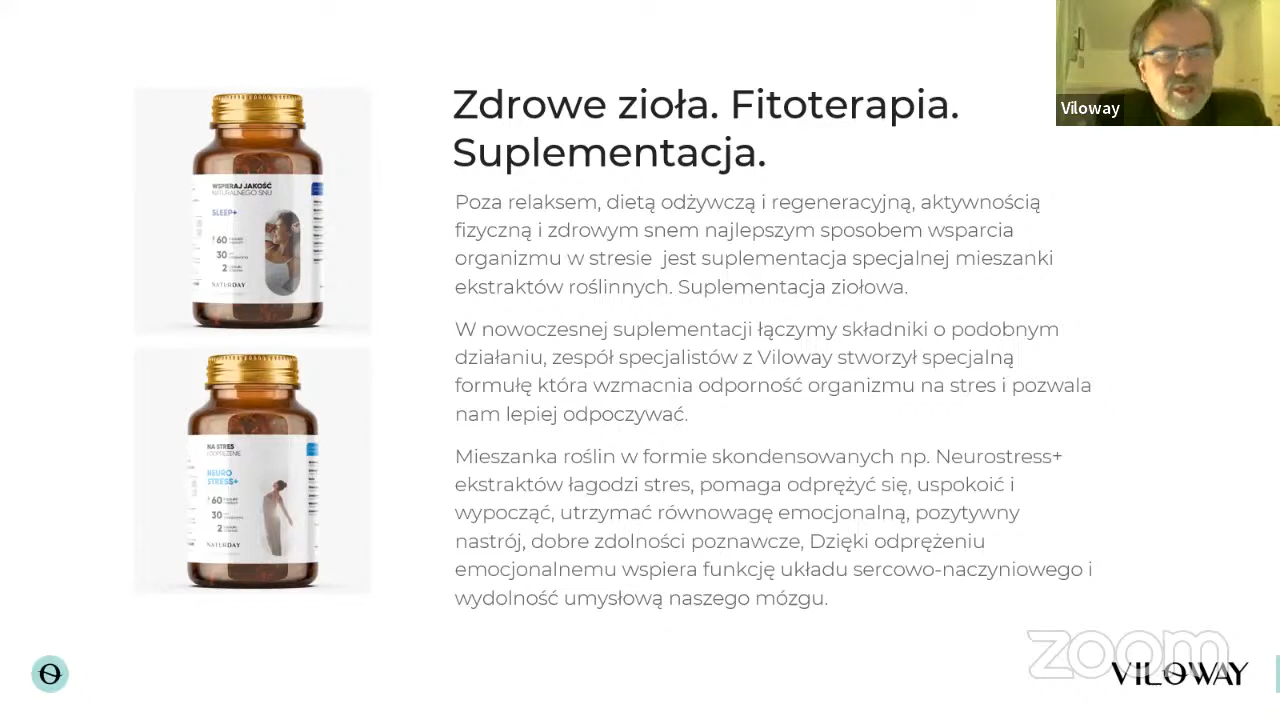 Zdrowe zioła. Fitoterapia.
Suplementacja.
Viloway
Poza relaksem, dietą odżywczą i regeneracyjną, aktywnością
fizyczną i zdrowym snem najlepszym sposobem wsparcia
organizmu w stresie jest suplementacja specjalnej mieszanki
ekstraktów roślinnych. Suplementacja ziołowa.
W nowoczesnej suplementacji łączymy składniki o podobnym
działaniu, zespół specjalistów z Viloway stworzył specjalną
formułę która wzmacnia odporność organizmu na stres i pozwala
nam lepiej odpoczywać.
Mieszanka roślin w formie skondensowanych np. Neurostress+
ekstraktów łagodzi stres, pomaga odprężyć się, uspokoić i
wypocząć, utrzymać równowagę emocjonalną, pozytywny
nastrój, dobre zdolności poznawcze, Dzięki odprężeniu
emocjonalnemu wspiera funkcję układu sercowo-naczyniowego i
wydolność umysłową naszego mózgu.
WSPIERAJ JAKOŚĆ
NATURALNEGO SNU
SLEEP+
60
30
2
NATURDAY
NA STRES
I ODPRĘŻENIE
NEURO
STRESS+
60
30
2
NATURDAY
zoom
VILOWAY